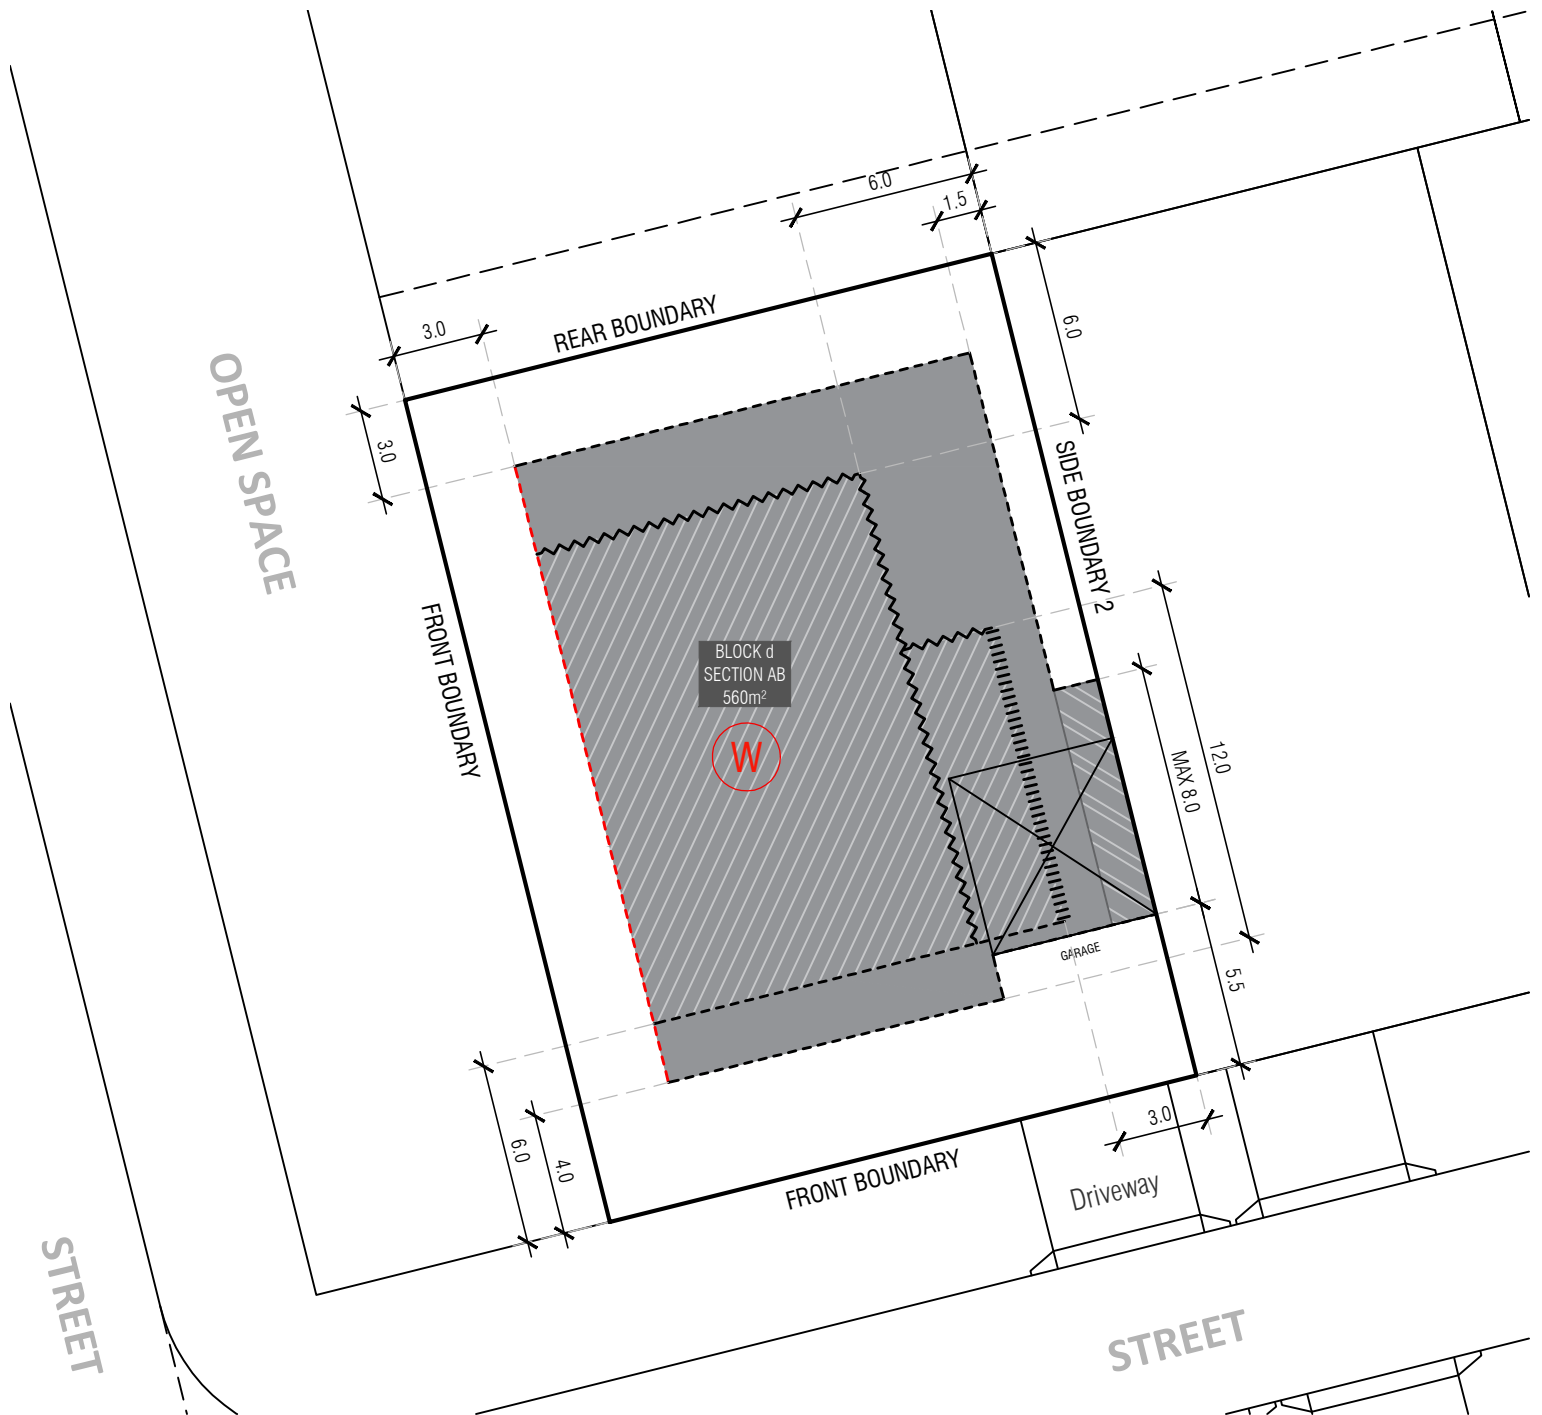 6.0
1.5
3.0
REAR BOUNDARY
6.0
OPEN SPACE
3.0
SIDE BOUNDARY 2
FRONT BOUNDARY
BLOCK d
SECTION AB
560m²
W
12.0
MAX 8.0
GARAGE
5.5
6.0
4.0
3.0
FRONT BOUNDARY
Driveway
STREET
STREET